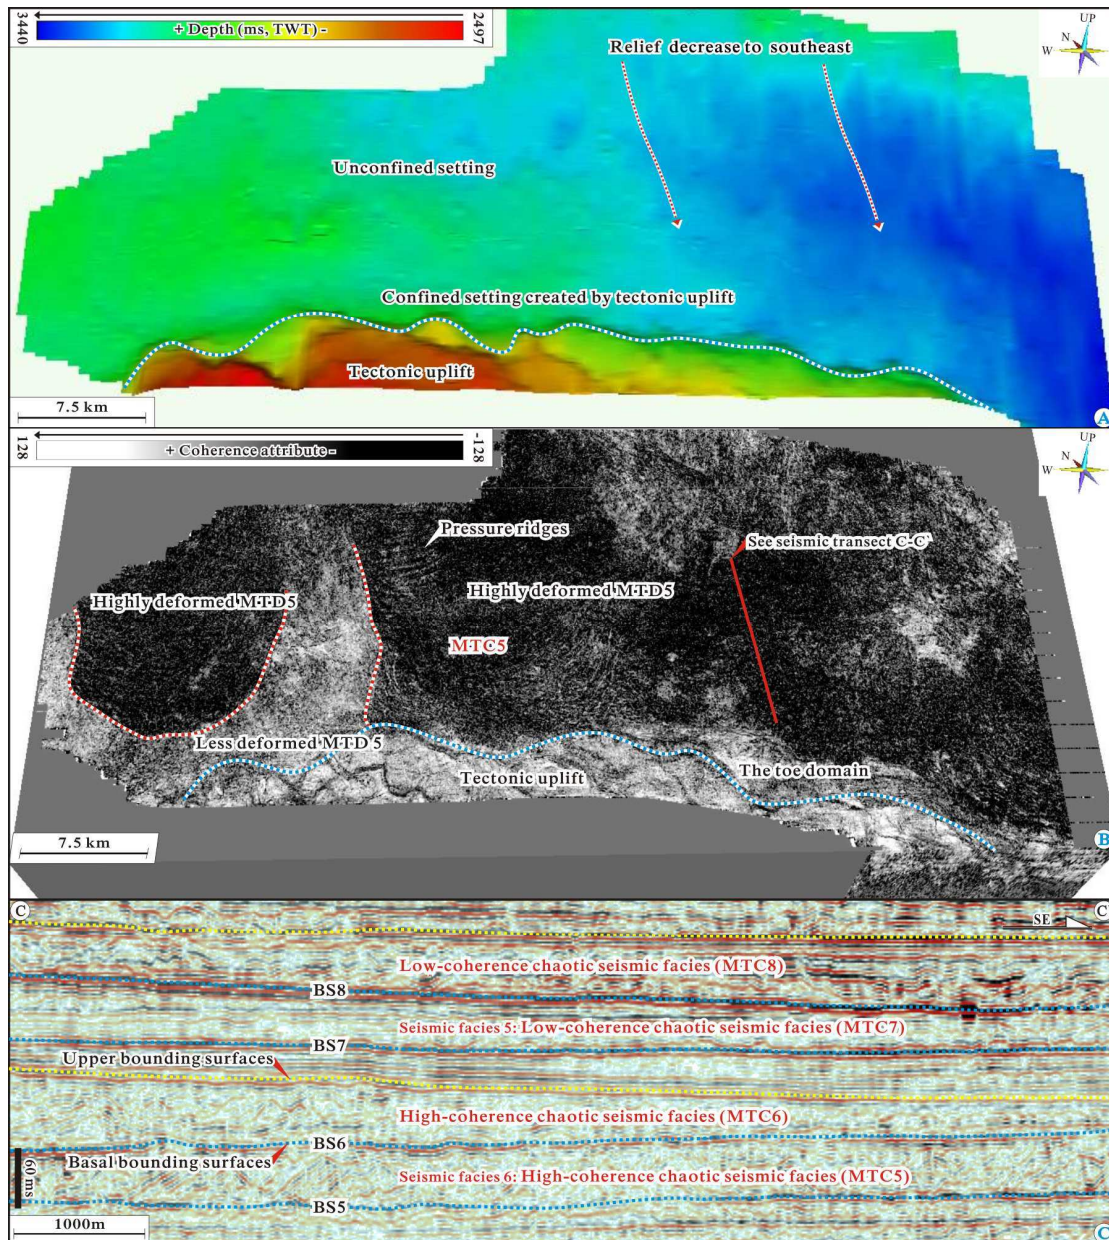 + Depth (ms, TWT) -
3440
2497
Relief decrease to southeast
UP
N
W
Unconfined setting
Confined setting created by tectonic uplift
Tectonic uplift
7.5 km
A
+ Coherence attribute -
128
-128
UP
N
W
Pressure ridges
See seismic transect C-C'
Highly deformed MTD5
Highly deformed MTD5
MTC5
Less deformed MTD 5
Tectonic uplift
The toe domain
7.5 km
B
C
C'
SE
Low-coherence chaotic seismic facies (MTC8)
BS8
Seismic facies 5: Low-coherence chaotic seismic facies (MTC7)
BS7
Upper bounding surfaces
High-coherence chaotic seismic facies (MTC6)
BS6
Basal bounding surfaces
60 ms
Seismic facies 6: High-coherence chaotic seismic facies (MTC5)
BS5
1000m
C